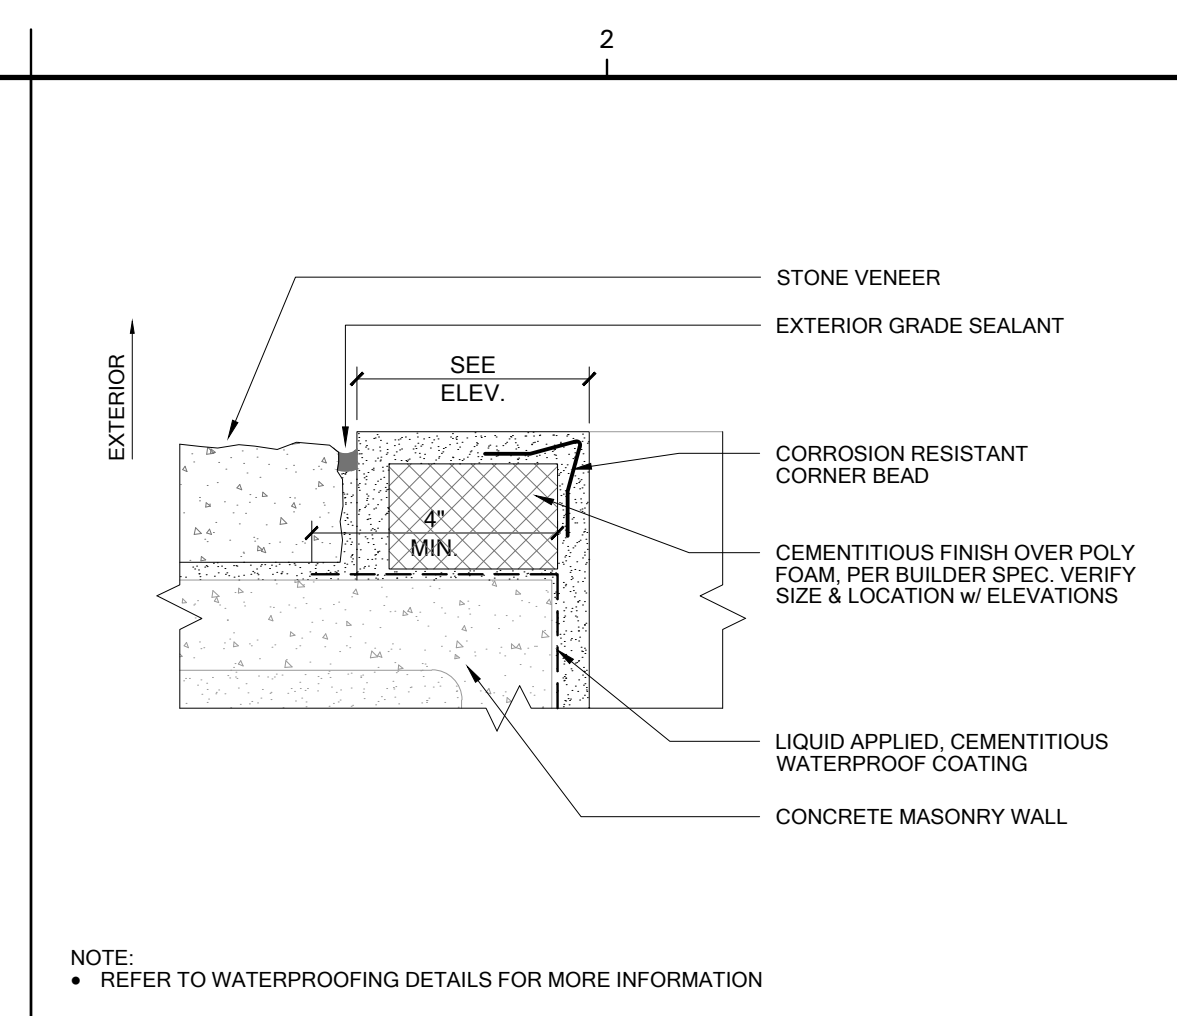 2
STONE VENEER
EXTERIOR GRADE SEALANT
EXTERIOR
SEE
ELEV.
CORROSION RESISTANT
CORNER BEAD
4"
MIN.
CEMENTITIOUS FINISH OVER POLY
FOAM, PER BUILDER SPEC. VERIFY
SIZE & LOCATION w/ ELEVATIONS
LIQUID APPLIED, CEMENTITIOUS
WATERPROOF COATING
CONCRETE MASONRY WALL
NOTE:
• REFER TO WATERPROOFING DETAILS FOR MORE INFORMATION